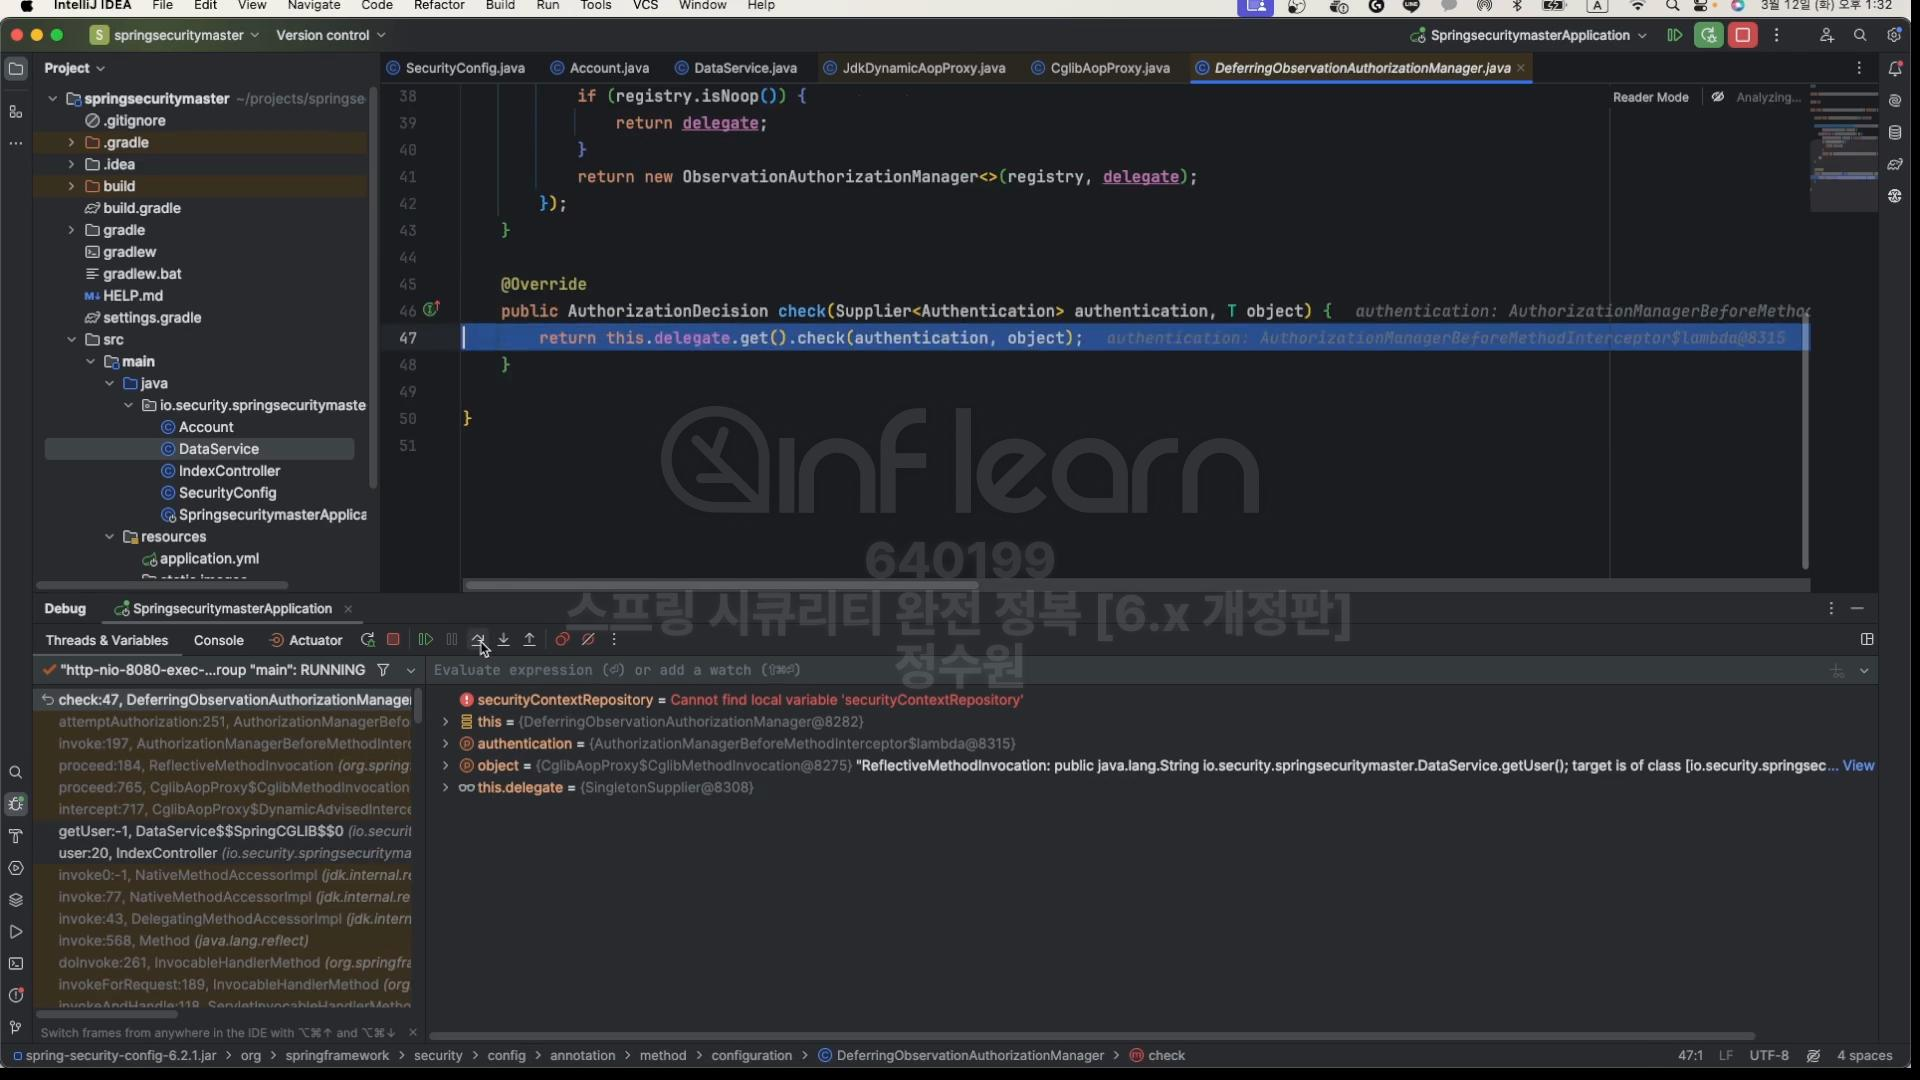 IntelliJ IDEA File Edit View Navigate Code Refactor Build Run Tools VCS Window Help A 3월 12일 (화) 오후 1:32
S springsecuritymaster Version control SpringsecuritymasterApplication
Project SecurityConfig.java Account.java DataService.java JdkDynamicAopProxy.java CglibAopProxy.java DeferringObservationAuthorizationManager.java
Reader Mode Analyzing...
springsecuritymaster ~/projects/springse
.gitignore
.gradle
.idea
build
build.gradle
gradle
gradlew
gradlew.bat
HELP.md
settings.gradle
src
main
java
io.security.springsecuritymaste
Account
DataService
IndexController
SecurityConfig
SpringsecuritymasterApplica
resources
application.yml
38 if (registry.isNoop()) {
39 return delegate;
40 }
41 return new ObservationAuthorizationManager<>(registry, delegate);
42 });
43 }
44
45 @Override
46 public AuthorizationDecision check(Supplier<Authentication> authentication, T object) { authentication: AuthorizationManagerBeforeMetho
47 return this.delegate.get().check(authentication, object); authentication: AuthorizationManagerBeforeMethodInterceptor$lambda@8315
48 }
49
50 }
51
inflearn
640199
스프링 시큐리티 완전 정복 [6.x 개정판]
정수원
Debug SpringsecuritymasterApplication
Threads & Variables Console Actuator
"http-nio-8080-exec-...roup "main": RUNNING
Evaluate expression (⏎) or add a watch (⇧⌘⏎)
check:47, DeferringObservationAuthorizationManager
attemptAuthorization:251, AuthorizationManagerBefo
invoke:197, AuthorizationManagerBeforeMethodInterc
proceed:184, ReflectiveMethodInvocation (org.spring
proceed:765, CglibAopProxy$CglibMethodInvocation
intercept:717, CglibAopProxy$DynamicAdvisedInterce
getUser:-1, DataService$$SpringCGLIB$$0 (io.securit
user:20, IndexController (io.security.springsecurityma
invoke0:-1, NativeMethodAccessorImpl (jdk.internal.re
invoke:77, NativeMethodAccessorImpl (jdk.internal.re
invoke:43, DelegatingMethodAccessorImpl (jdk.intern
invoke:568, Method (java.lang.reflect)
doInvoke:261, InvocableHandlerMethod (org.springfra
invokeForRequest:189, InvocableHandlerMethod (org
invokeAndHandle:118, ServletInvocableHandlerMetho
securityContextRepository = Cannot find local variable 'securityContextRepository'
this = {DeferringObservationAuthorizationManager@8282}
authentication = {AuthorizationManagerBeforeMethodInterceptor$lambda@8315}
object = {CglibAopProxy$CglibMethodInvocation@8275} "ReflectiveMethodInvocation: public java.lang.String io.security.springsecuritymaster.DataService.getUser(); target is of class [io.security.springsec... View
this.delegate = {SingletonSupplier@8308}
Switch frames from anywhere in the IDE with ⌥⌘↑ and ⌥⌘↓
spring-security-config-6.2.1.jar > org > springframework > security > config > annotation > method > configuration > DeferringObservationAuthorizationManager > check 47:1 LF UTF-8 4 spaces